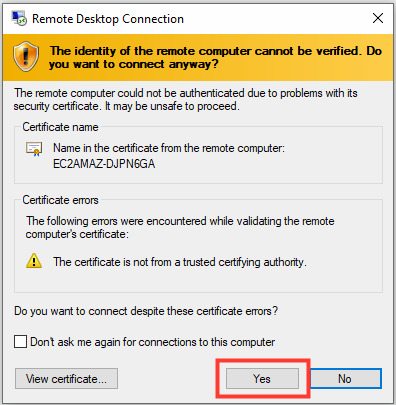 Remote Desktop Connection
The identity of the remote computer cannot be verified. Do
you want to connect anyway?
The remote computer could not be authenticated due to problems with its
security certificate. It may be unsafe to proceed.
Certificate name
Name in the certificate from the remote computer:
EC2AMAZ-DJPN6GA
Certificate errors
The following errors were encountered while validating the remote
computer's certificate:
The certificate is not from a trusted certifying authority.
Do you want to connect despite these certificate errors?
Don't ask me again for connections to this computer
View certificate... Yes No